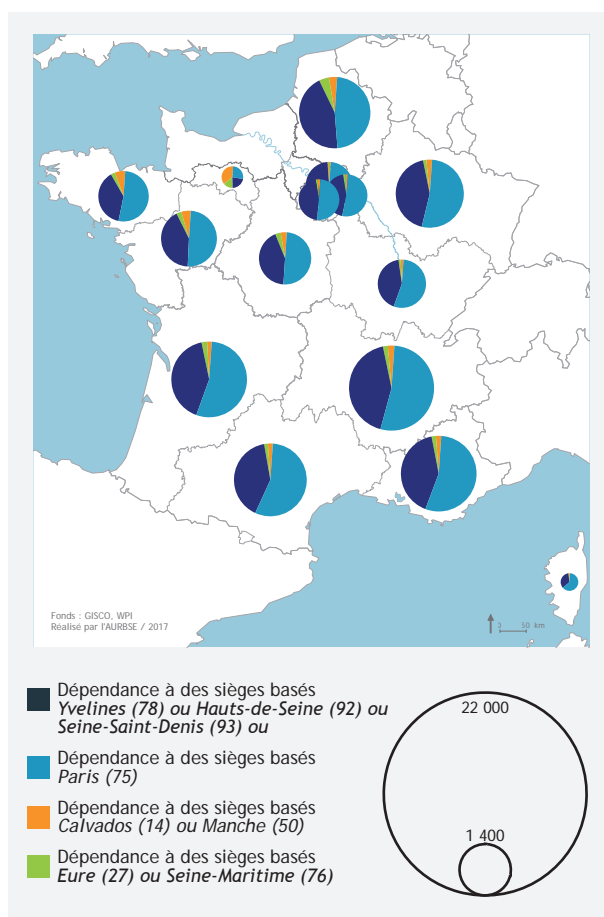 Fonds : GISCO, WPI
Réalisé par l'AURBSE / 2017
0 50 km
Dépendance à des sièges basés
Yvelines (78) ou Hauts-de-Seine (92) ou
Seine-Saint-Denis (93) ou
Dépendance à des sièges basés
Paris (75)
Dépendance à des sièges basés
Calvados (14) ou Manche (50)
Dépendance à des sièges basés
Eure (27) ou Seine-Maritime (76)
22 000
1 400